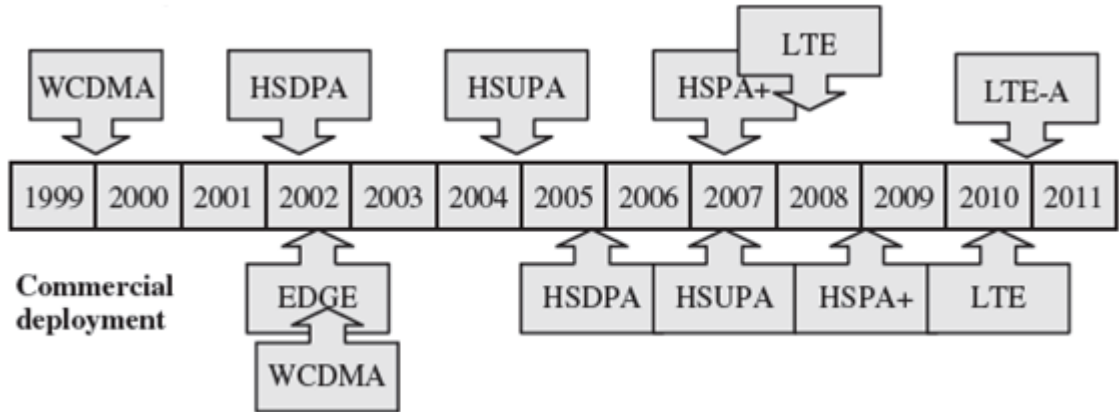 LTE
WCDMA
HSDPA
HSUPA
HSPA+
LTE-A
1999 2000 2001 2002 2003 2004 2005 2006 2007 2008 2009 2010 2011
Commercial
deployment
EDGE
HSDPA
HSUPA
HSPA+
LTE
WCDMA